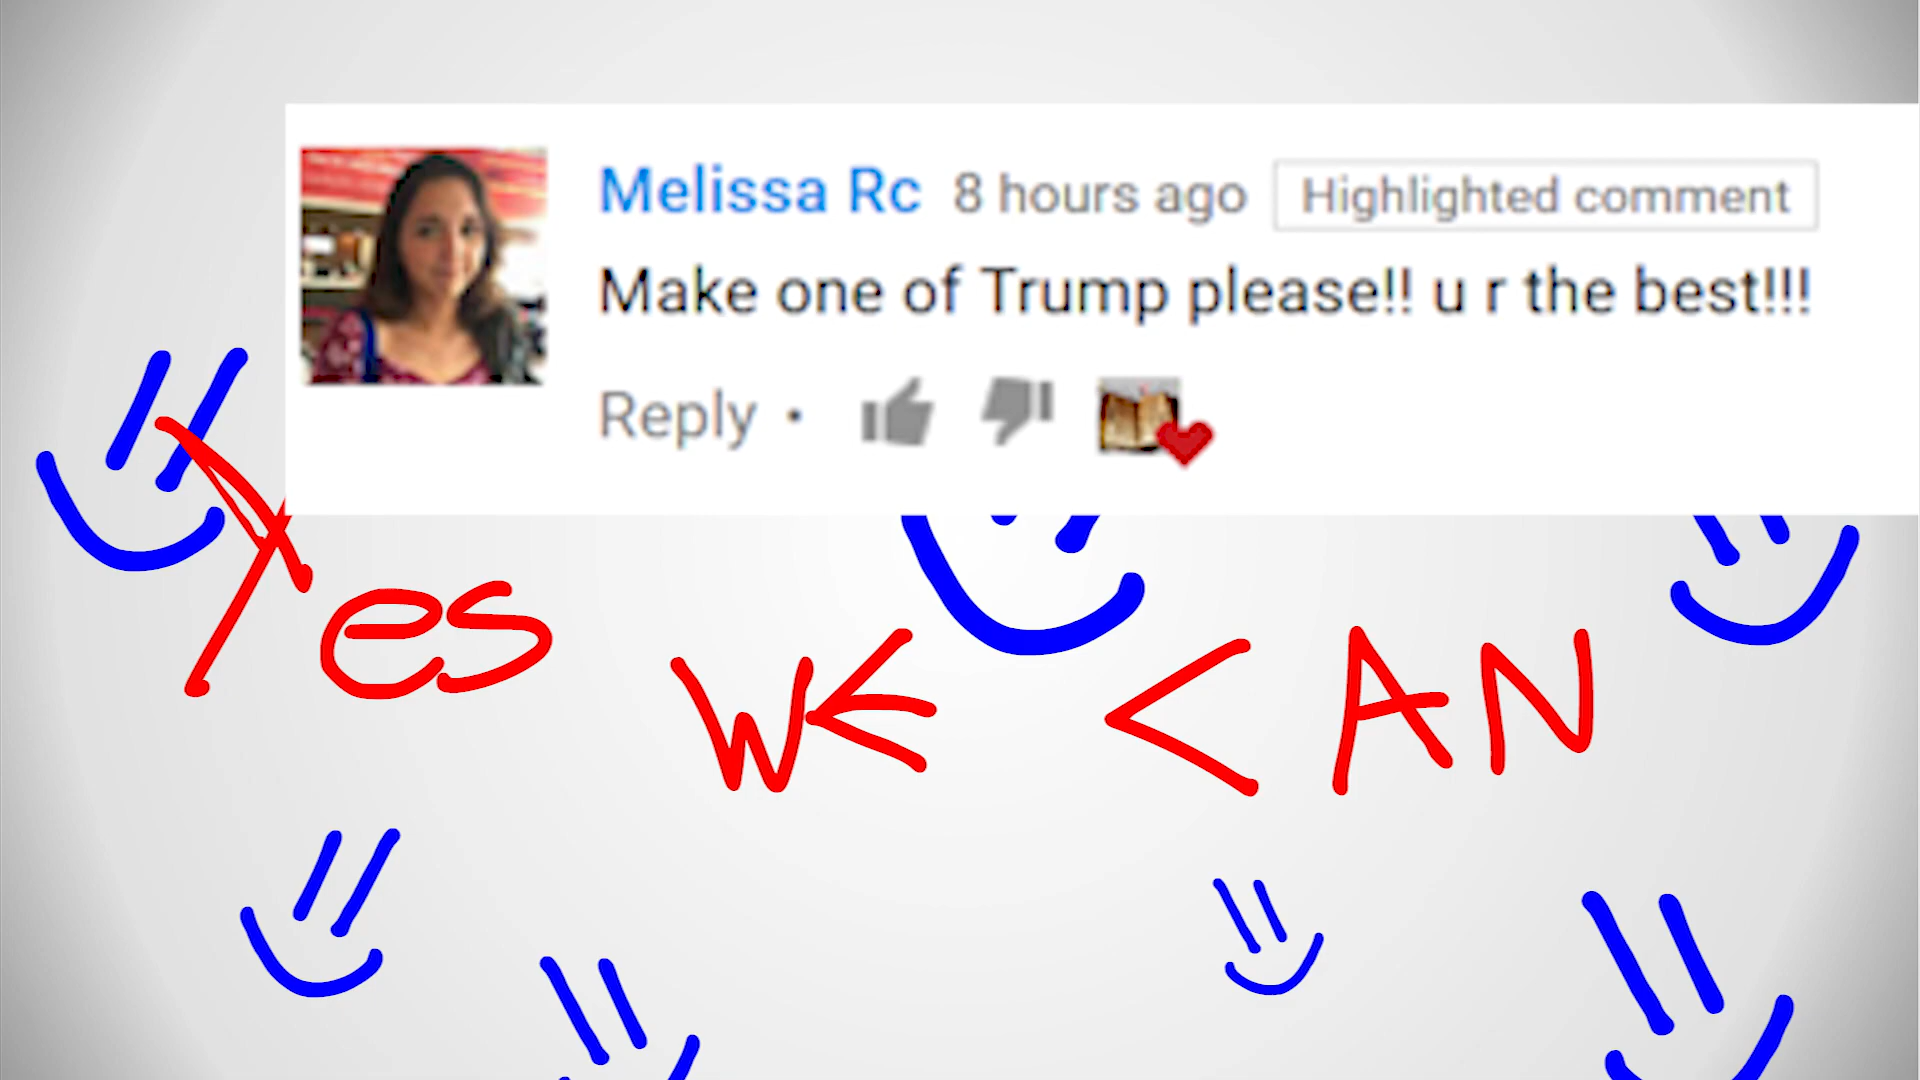 Melissa Rc 8 hours ago Highlighted comment
Make one of Trump please!! u r the best!!!
Reply •
Yes WE CAN